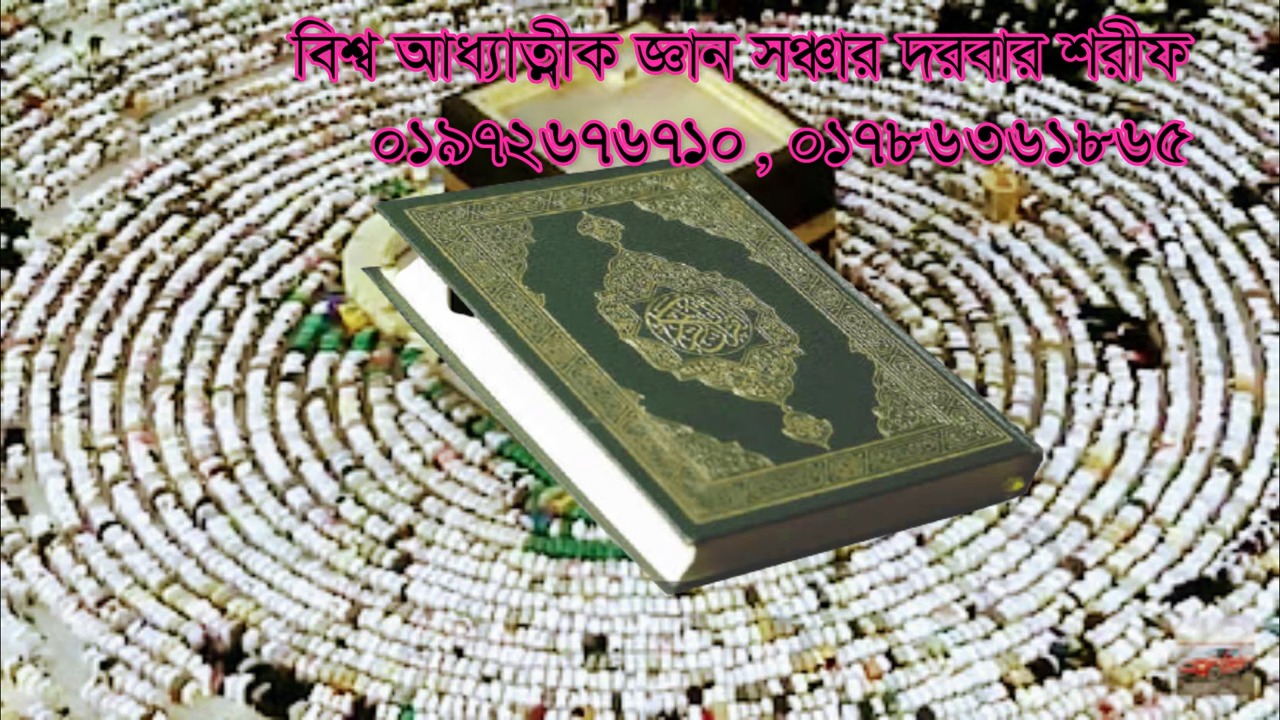 বিশ্ব আধ্যাত্নীক জ্ঞান সঞ্চার দরবার শরীফ
০১৯৭২৬৭৬৭১০ , ০১৭৮৬৩৬১৮৬৫